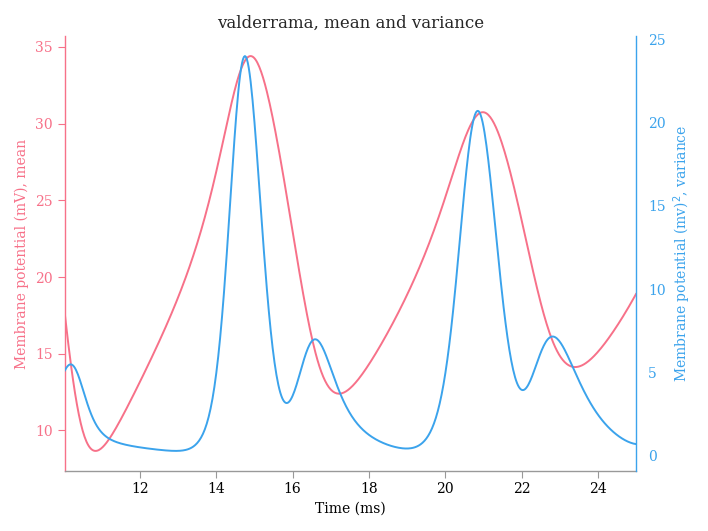 valderrama, mean and variance
Membrane potential (mV), mean
35
30
25
20
15
10
25
20
15
10
5
0
Membrane potential (mv)², variance
12 14 16 18 20 22 24
Time (ms)